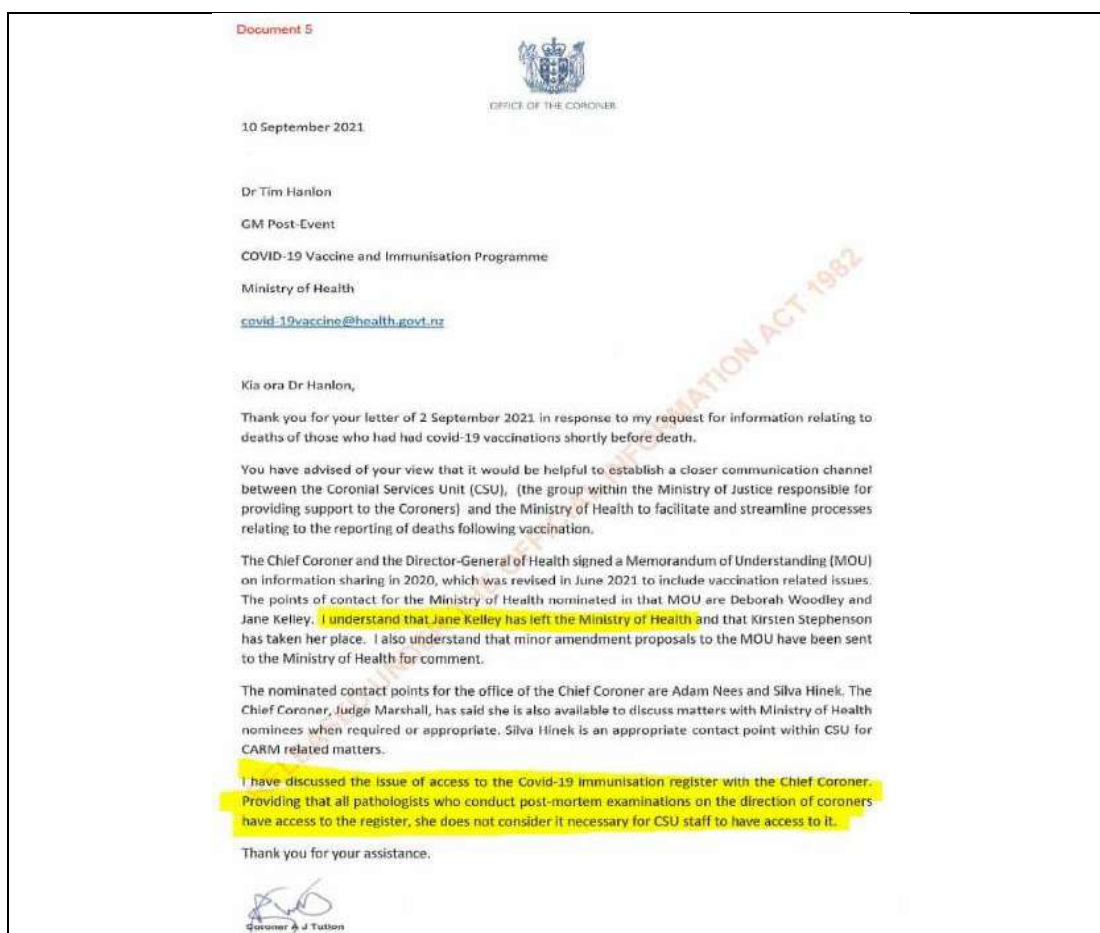 Document 5
OFFICE OF THE CORONER
10 September 2021
Dr Tim Hanlon
GM Post-Event
COVID-19 Vaccine and Immunisation Programme
Ministry of Health
covid-19vaccine@health.govt.nz
Kia ora Dr Hanlon,
Thank you for your letter of 2 September 2021 in response to my request for information relating to
deaths of those who had had covid-19 vaccinations shortly before death.
You have advised of your view that it would be helpful to establish a closer communication channel
between the Coronial Services Unit (CSU), (the group within the Ministry of Justice responsible for
providing support to the Coroners) and the Ministry of Health to facilitate and streamline processes
relating to the reporting of deaths following vaccination.
The Chief Coroner and the Director-General of Health signed a Memorandum of Understanding (MOU)
on information sharing in 2020, which was revised in June 2021 to include vaccination related issues.
The points of contact for the Ministry of Health nominated in that MOU are Deborah Woodley and
Jane Kelley. I understand that Jane Kelley has left the Ministry of Health and that Kirsten Stephenson
has taken her place. I also understand that minor amendment proposals to the MOU have been sent
to the Ministry of Health for comment.
The nominated contact points for the office of the Chief Coroner are Adam Nees and Silva Hinek. The
Chief Coroner, Judge Marshall, has said she is also available to discuss matters with Ministry of Health
nominees when required or appropriate. Silva Hinek is an appropriate contact point within CSU for
CARM related matters.
I have discussed the issue of access to the Covid-19 immunisation register with the Chief Coroner.
Providing that all pathologists who conduct post-mortem examinations on the direction of coroners
have access to the register, she does not consider it necessary for CSU staff to have access to it.
Thank you for your assistance.
Coroner A J Tutton
RELEASED UNDER THE OFFICIAL INFORMATION ACT 1982